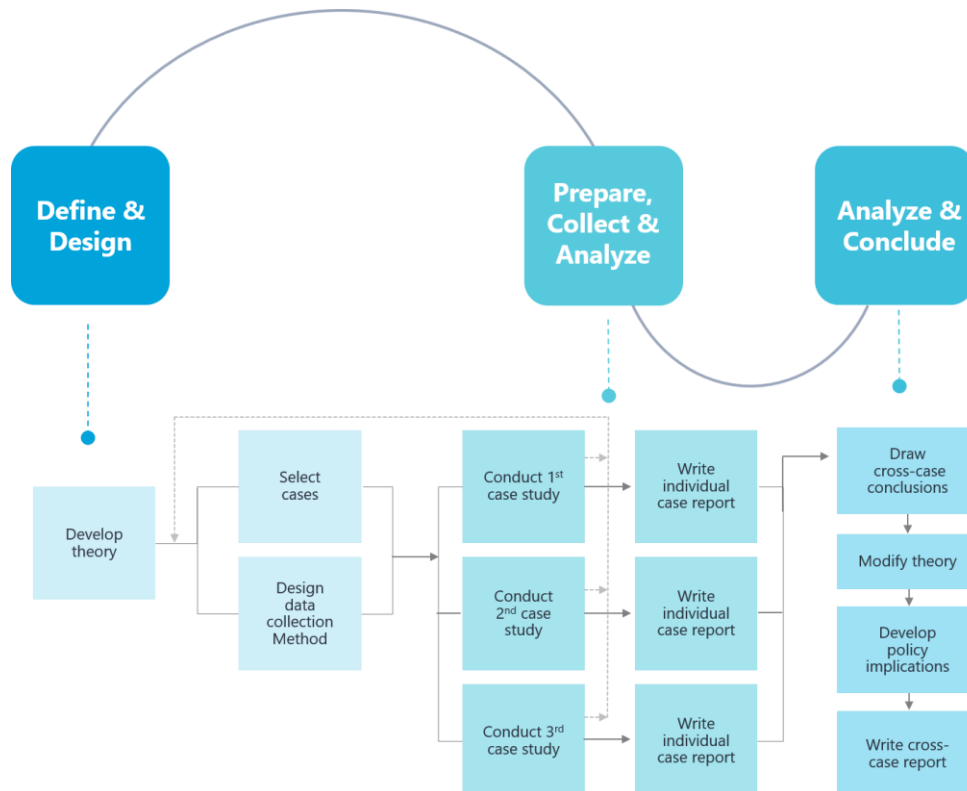 Define &
Design
Prepare,
Collect &
Analyze
Analyze &
Conclude
Develop
theory
Select
cases
Design
data
collection
Method
Conduct 1st
case study
Conduct
2nd case
study
Conduct 3rd
case study
Write
individual
case report
Write
individual
case report
Write
individual
case report
Draw
cross-case
conclusions
Modify theory
Develop
policy
implications
Write cross-
case report